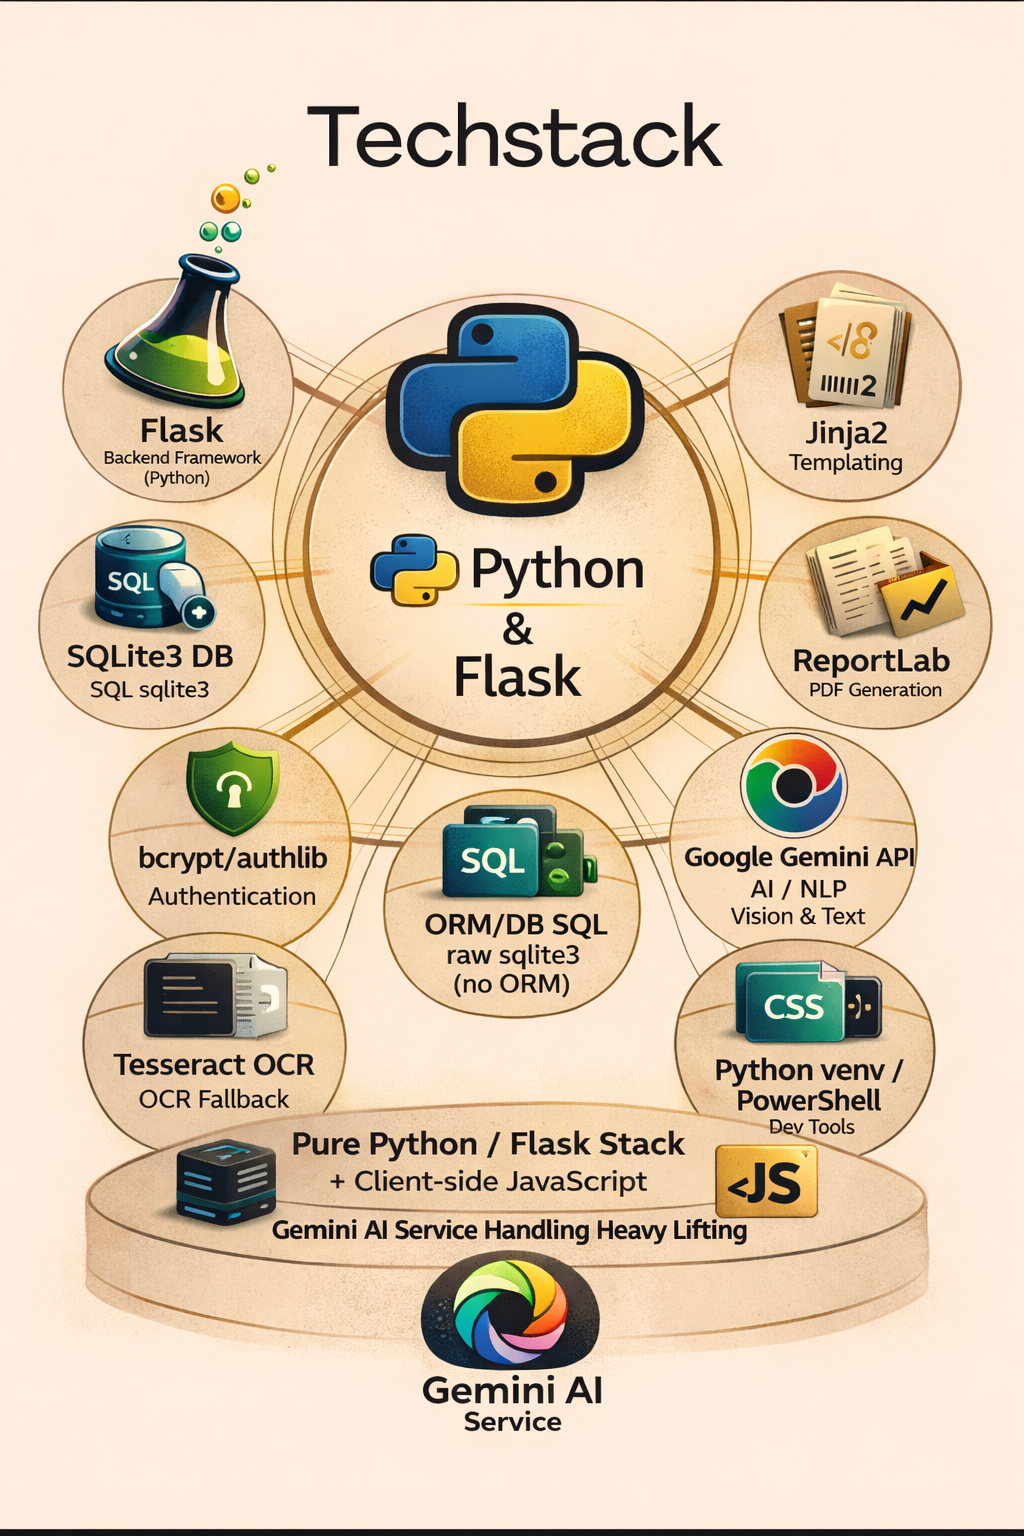 Techstack
Flask
Backend Framework
(Python)
</8
IIIIII2
Jinja2
Templating
Python
&
Flask
SQL
SQLite3 DB
SQL sqlite3
ReportLab
PDF Generation
bcrypt/authlib
Authentication
SQL
ORM/DB SQL
raw sqlite3
(no ORM)
Google Gemini API
AI / NLP
Vision & Text
Tesseract OCR
OCR Fallback
CSS
Python venv /
PowerShell
Dev Tools
Pure Python / Flask Stack
+ Client-side JavaScript
<JS
Gemini AI Service Handling Heavy Lifting
Gemini AI
Service